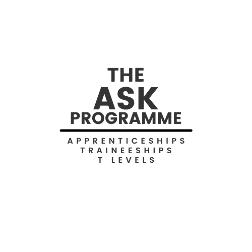 THE
ASK
PROGRAMME
APPRENTICESHIPS
TRAINEESHIPS
T LEVELS